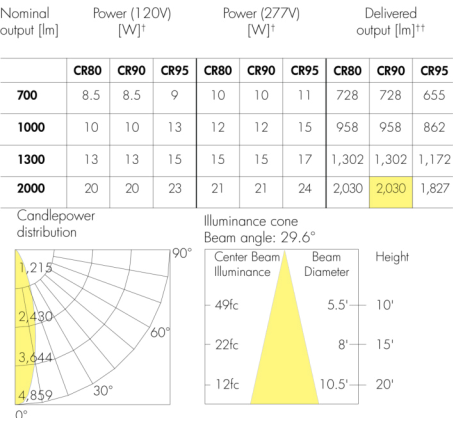 Nominal Power (120V) Power (277V) Delivered
output [lm] [W]† [W]† output [lm]††
CR80 CR90 CR95 CR80 CR90 CR95 CR80 CR90 CR95
700 8.5 8.5 9 10 10 11 728 728 655
1000 10 10 13 12 12 15 958 958 862
1300 13 13 15 15 15 17 1,302 1,302 1,172
2000 20 20 23 21 21 24 2,030 2,030 1,827
Candlepower
distribution
90°
1,215
2,430
60°
3,644
30°
4,859
0°
Illuminance cone
Beam angle: 29.6°
Center Beam Beam Height
Illuminance Diameter
49fc 5.5' 10'
22fc 8' 15'
12fc 10.5' 20'